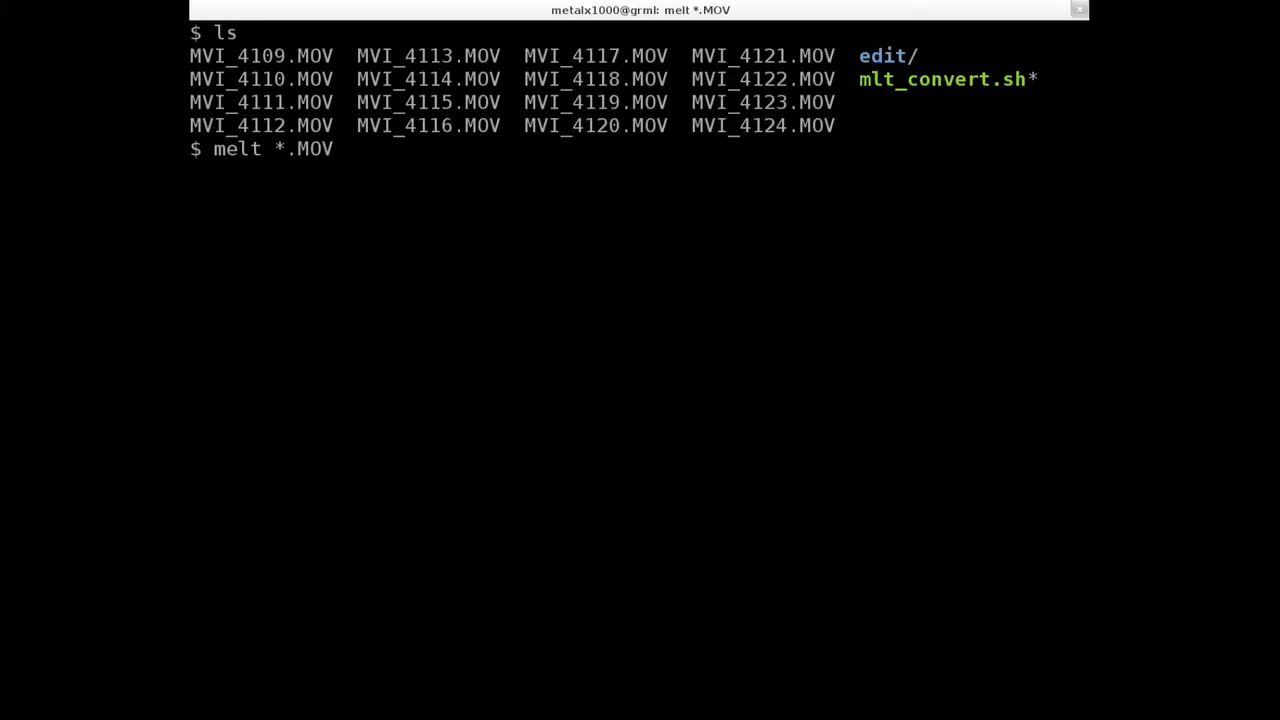 metalx1000@grml: melt *.MOV
$ ls
MVI_4109.MOV  MVI_4113.MOV  MVI_4117.MOV  MVI_4121.MOV  edit/
MVI_4110.MOV  MVI_4114.MOV  MVI_4118.MOV  MVI_4122.MOV  mlt_convert.sh*
MVI_4111.MOV  MVI_4115.MOV  MVI_4119.MOV  MVI_4123.MOV
MVI_4112.MOV  MVI_4116.MOV  MVI_4120.MOV  MVI_4124.MOV
$ melt *.MOV